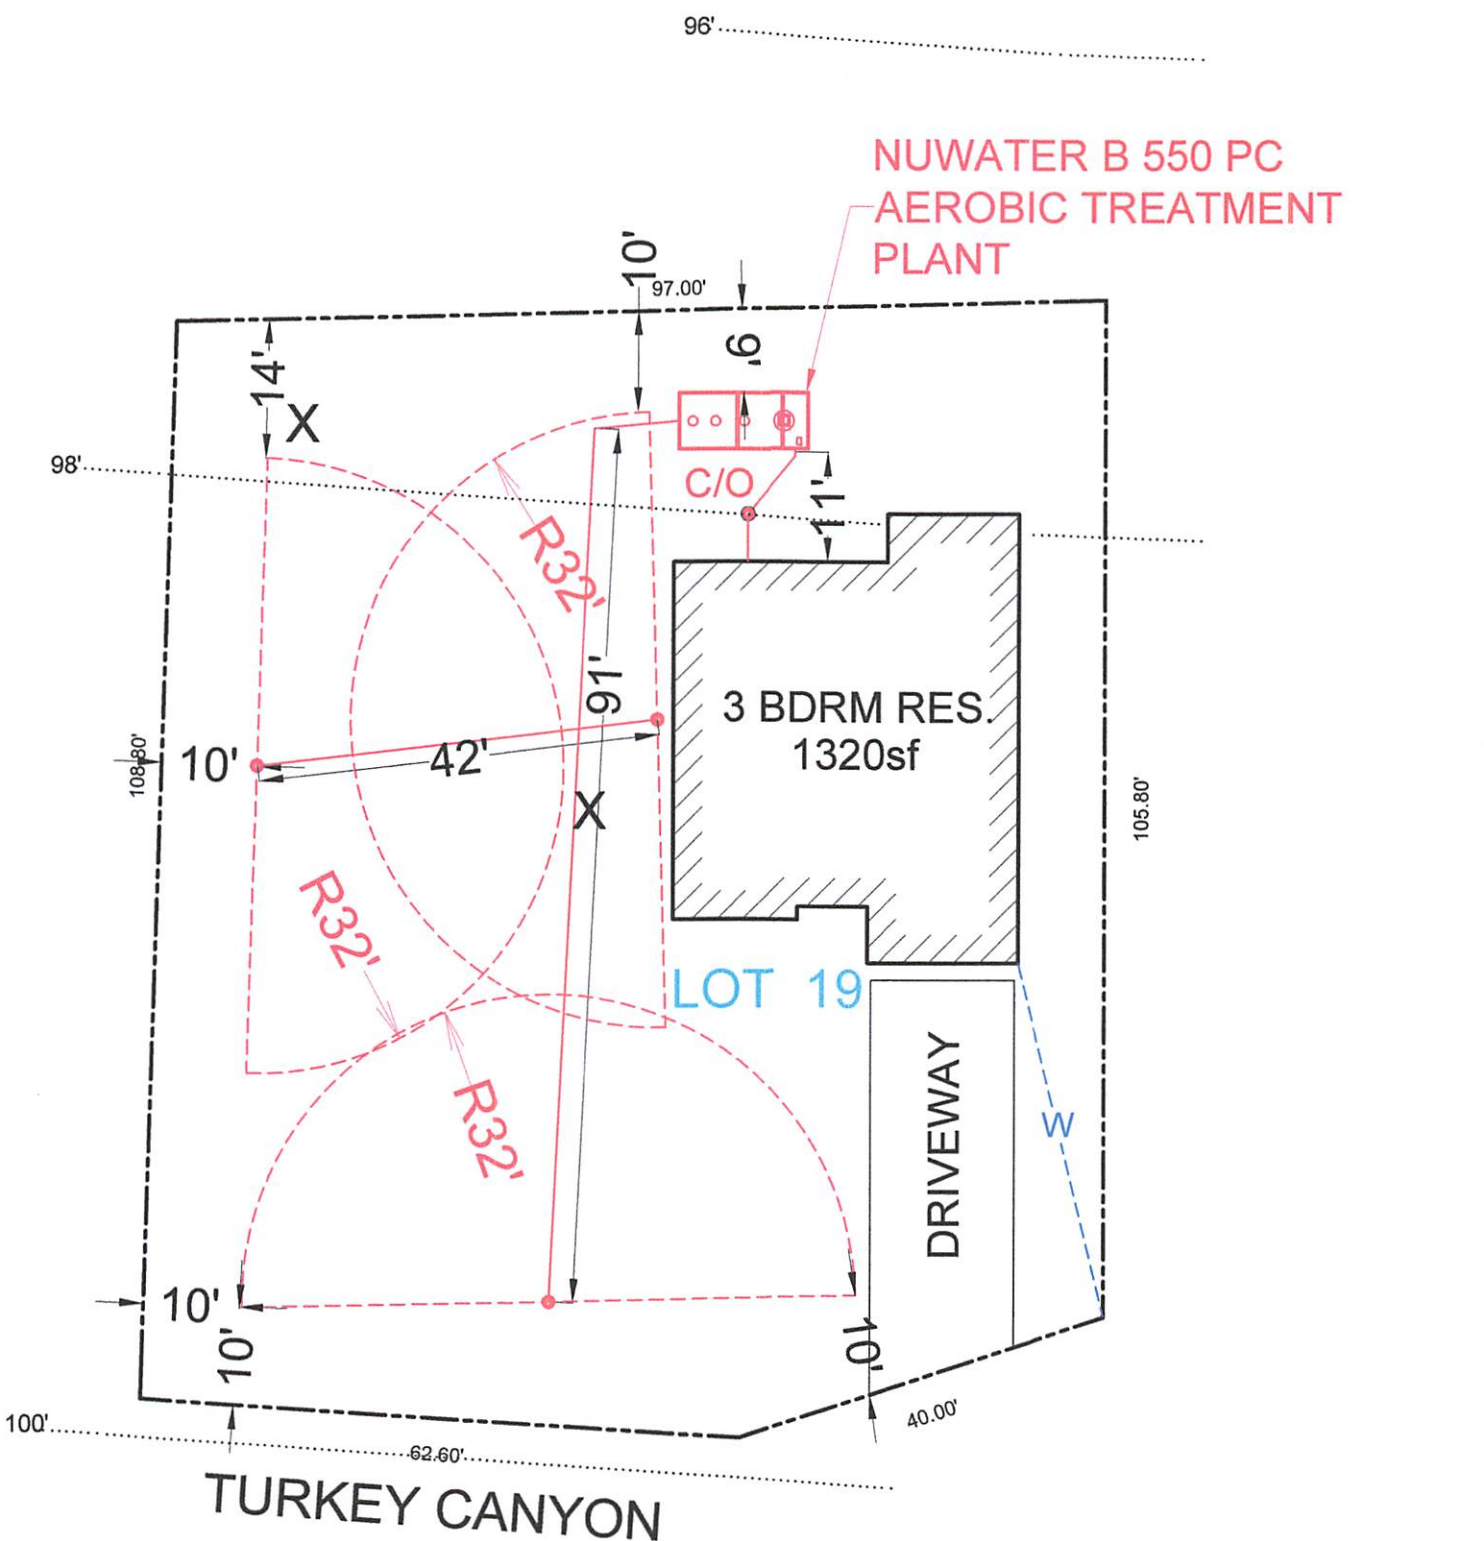 96'
NUWATER B 550 PC
AEROBIC TREATMENT
PLANT
10'
97.00'
9'
14'
X
98'
C/O
11'
R32'
91'
3 BDRM RES.
1320sf
108.80'
10'
42'
X
105.80'
R32'
LOT 19
R32'
DRIVEWAY
W
10'
10'
10'
40.00'
100'
62.60'
TURKEY CANYON